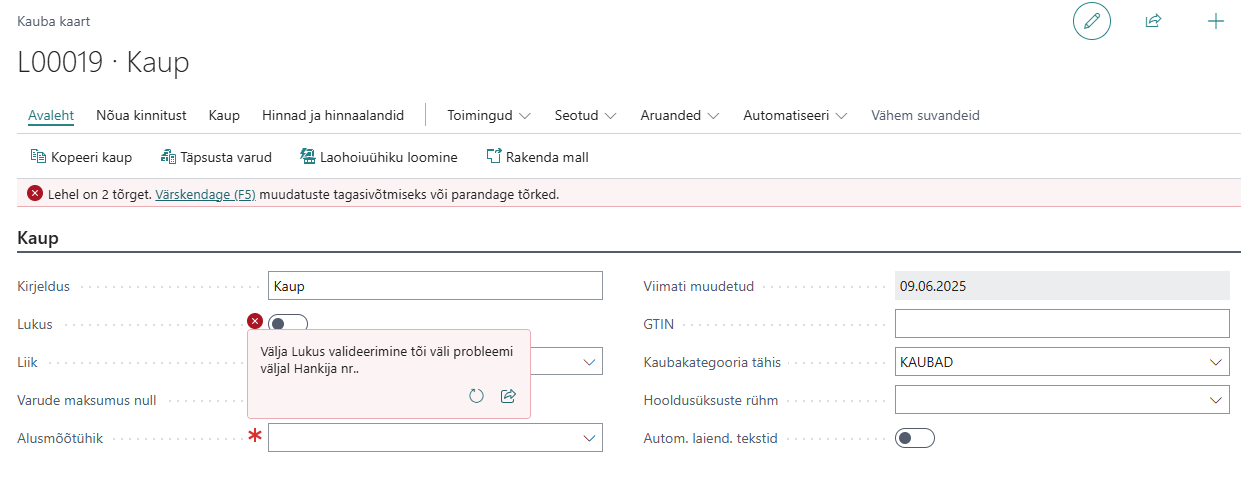 Kauba kaart
L00019 · Kaup
Avaleht Nõua kinnitust Kaup Hinnad ja hinnaalandid Toimingud Seotud Aruanded Automatiseeri Vähem suvandeid
Kopeeri kaup Täpsusta varud Laohoiuühiku loomine Rakenda mall
Lehel on 2 tõrget. Värskendage (F5) muudatuste tagasivõtmiseks või parandage tõrked.
Kaup
Kirjeldus Kaup
Lukus
Välja Lukus valideerimine tõi väli probleemi
väljal Hankija nr..
Liik
Varude maksumus null
Alusmõõtühik
Viimati muudetud 09.06.2025
GTIN
Kaubakategooria tähis KAUBAD
Hooldusüksuste rühm
Autom. laiend. tekstid